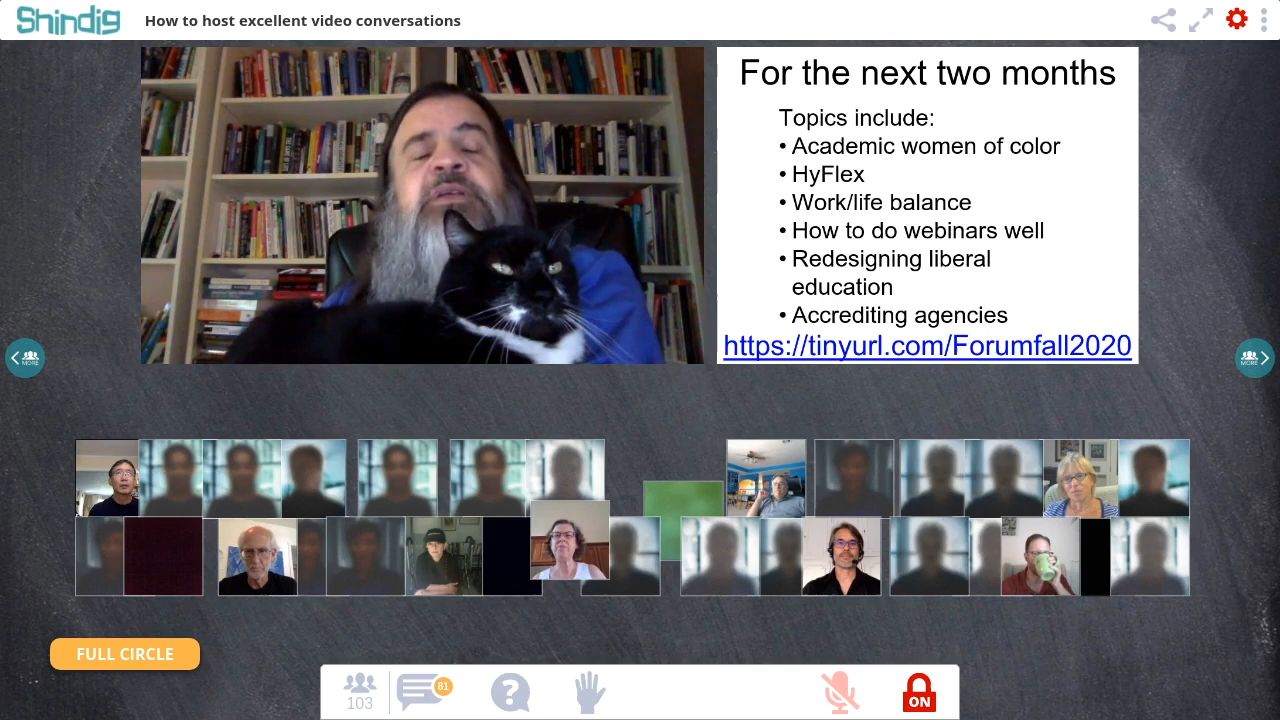 Shindig
How to host excellent video conversations
For the next two months
Topics include:
• Academic women of color
• HyFlex
• Work/life balance
• How to do webinars well
• Redesigning liberal
education
• Accrediting agencies
https://tinyurl.com/Forumfall2020
MORE
MORE
FULL CIRCLE
103
81
?
ON